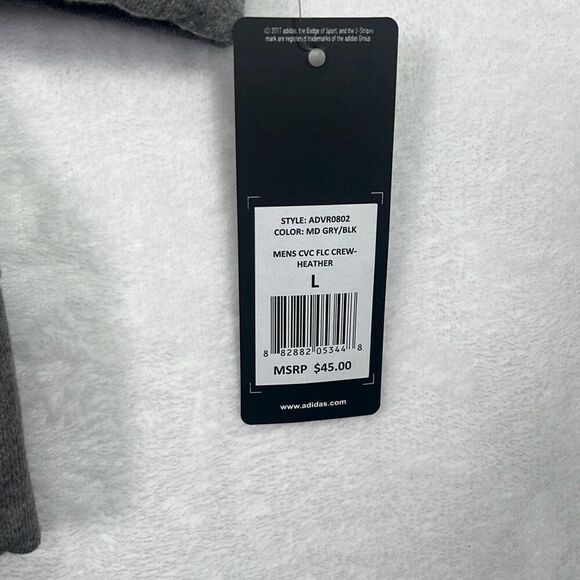 © 2017 adidas, the Badge of Sport, and the 3-Stripes
mark are registered trademarks of the adidas Group.
STYLE: ADVR0802
COLOR: MD GRY/BLK
MENS CVC FLC CREW-
HEATHER
L
8 82882 05344 8
MSRP $45.00
www.adidas.com